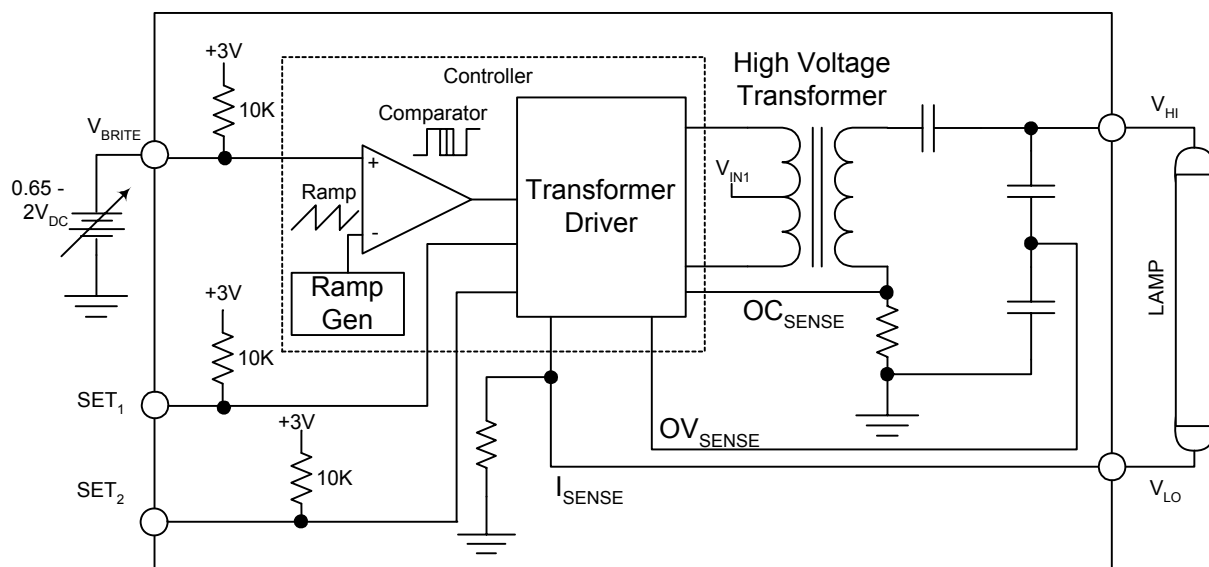 +3V
10K
V_BRITE
0.65 -
2V_DC
Controller
Comparator
+
Ramp
-
Ramp
Gen
Transformer
Driver
High Voltage
Transformer
V_IN1
V_HI
LAMP
OC_SENSE
+3V
10K
SET_1
OV_SENSE
+3V
10K
SET_2
I_SENSE
V_LO